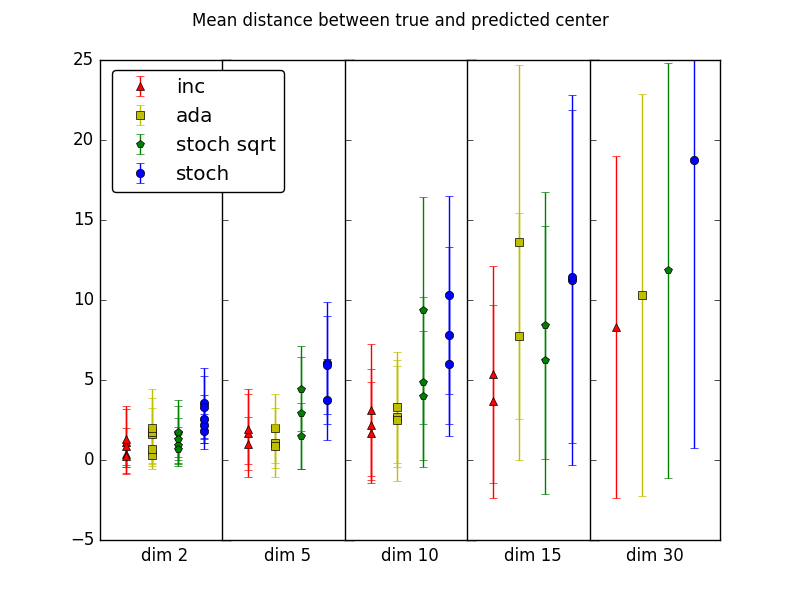 Mean distance between true and predicted center
25
20
15
10
5
0
−5
inc
ada
stoch sqrt
stoch
dim 2
dim 5
dim 10
dim 15
dim 30